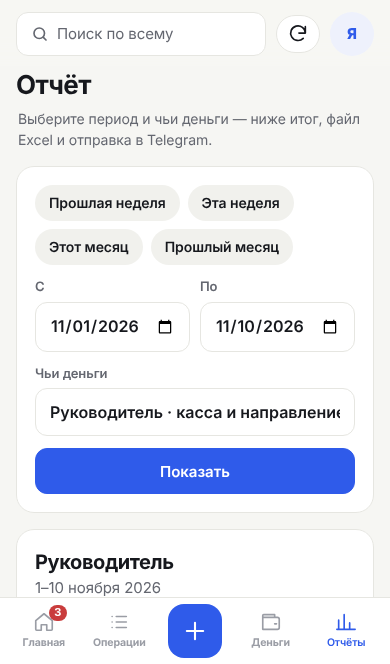 Поиск по всему
Я
Отчёт
Выберите период и чьи деньги — ниже итог, файл
Excel и отправка в Telegram.
Прошлая неделя
Эта неделя
Этот месяц
Прошлый месяц
С
По
11/01/2026
11/10/2026
Чьи деньги
Руководитель · касса и направление
Показать
Руководитель
1–10 ноября 2026
3
Главная
Операции
Деньги
Отчёты